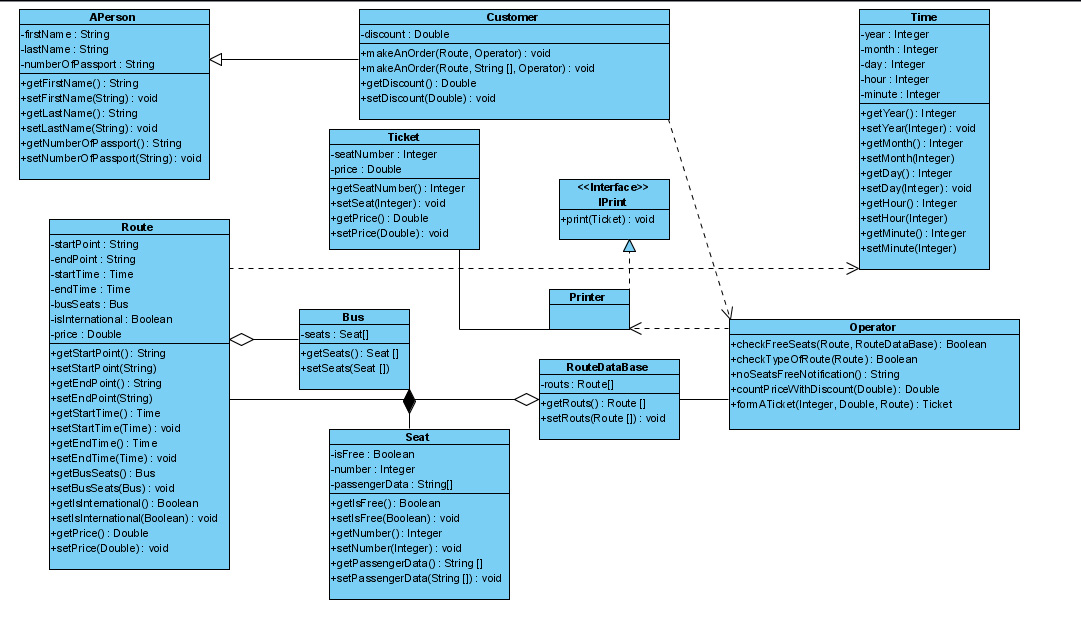 APerson
-firstName : String
-lastName : String
-numberOfPassport : String
+getFirstName() : String
+setFirstName(String) : void
+getLastName() : String
+setLastName(String) : void
+getNumberOfPassport() : String
+setNumberOfPassport(String) : void
Customer
-discount : Double
+makeAnOrder(Route, Operator) : void
+makeAnOrder(Route, String [], Operator) : void
+getDiscount() : Double
+setDiscount(Double) : void
Time
-year : Integer
-month : Integer
-day : Integer
-hour : Integer
-minute : Integer
+getYear() : Integer
+setYear(Integer) : void
+getMonth() : Integer
+setMonth(Integer)
+getDay() : Integer
+setDay(Integer) : void
+getHour() : Integer
+setHour(Integer)
+getMinute() : Integer
+setMinute(Integer)
Ticket
-seatNumber : Integer
-price : Double
+getSeatNumber() : Integer
+setSeat(Integer) : void
+getPrice() : Double
+setPrice(Double) : void
<<Interface>>
IPrint
+print(Ticket) : void
Route
-startPoint : String
-endPoint : String
-startTime : Time
-endTime : Time
-busSeats : Bus
-isInternational : Boolean
-price : Double
+getStartPoint() : String
+setStartPoint(String)
+getEndPoint() : String
+setEndPoint(String)
+getStartTime() : Time
+setStartTime(Time) : void
+getEndTime() : Time
+setEndTime(Time) : void
+getBusSeats() : Bus
+setBusSeats(Bus) : void
+getIsInternational() : Boolean
+setIsInternational(Boolean) : void
+getPrice() : Double
+setPrice(Double) : void
Bus
-seats : Seat[]
+getSeats() : Seat []
+setSeats(Seat [])
Printer
Operator
+checkFreeSeats(Route, RouteDataBase) : Boolean
+checkTypeOfRoute(Route) : Boolean
+noSeatsFreeNotification() : String
+countPriceWithDiscount(Double) : Double
+formATicket(Integer, Double, Route) : Ticket
RouteDataBase
-routs : Route[]
+getRouts() : Route []
+setRouts(Route []) : void
Seat
-isFree : Boolean
-number : Integer
-passengerData : String[]
+getIsFree() : Boolean
+setIsFree(Boolean) : void
+getNumber() : Integer
+setNumber(Integer) : void
+getPassengerData() : String []
+setPassengerData(String []) : void